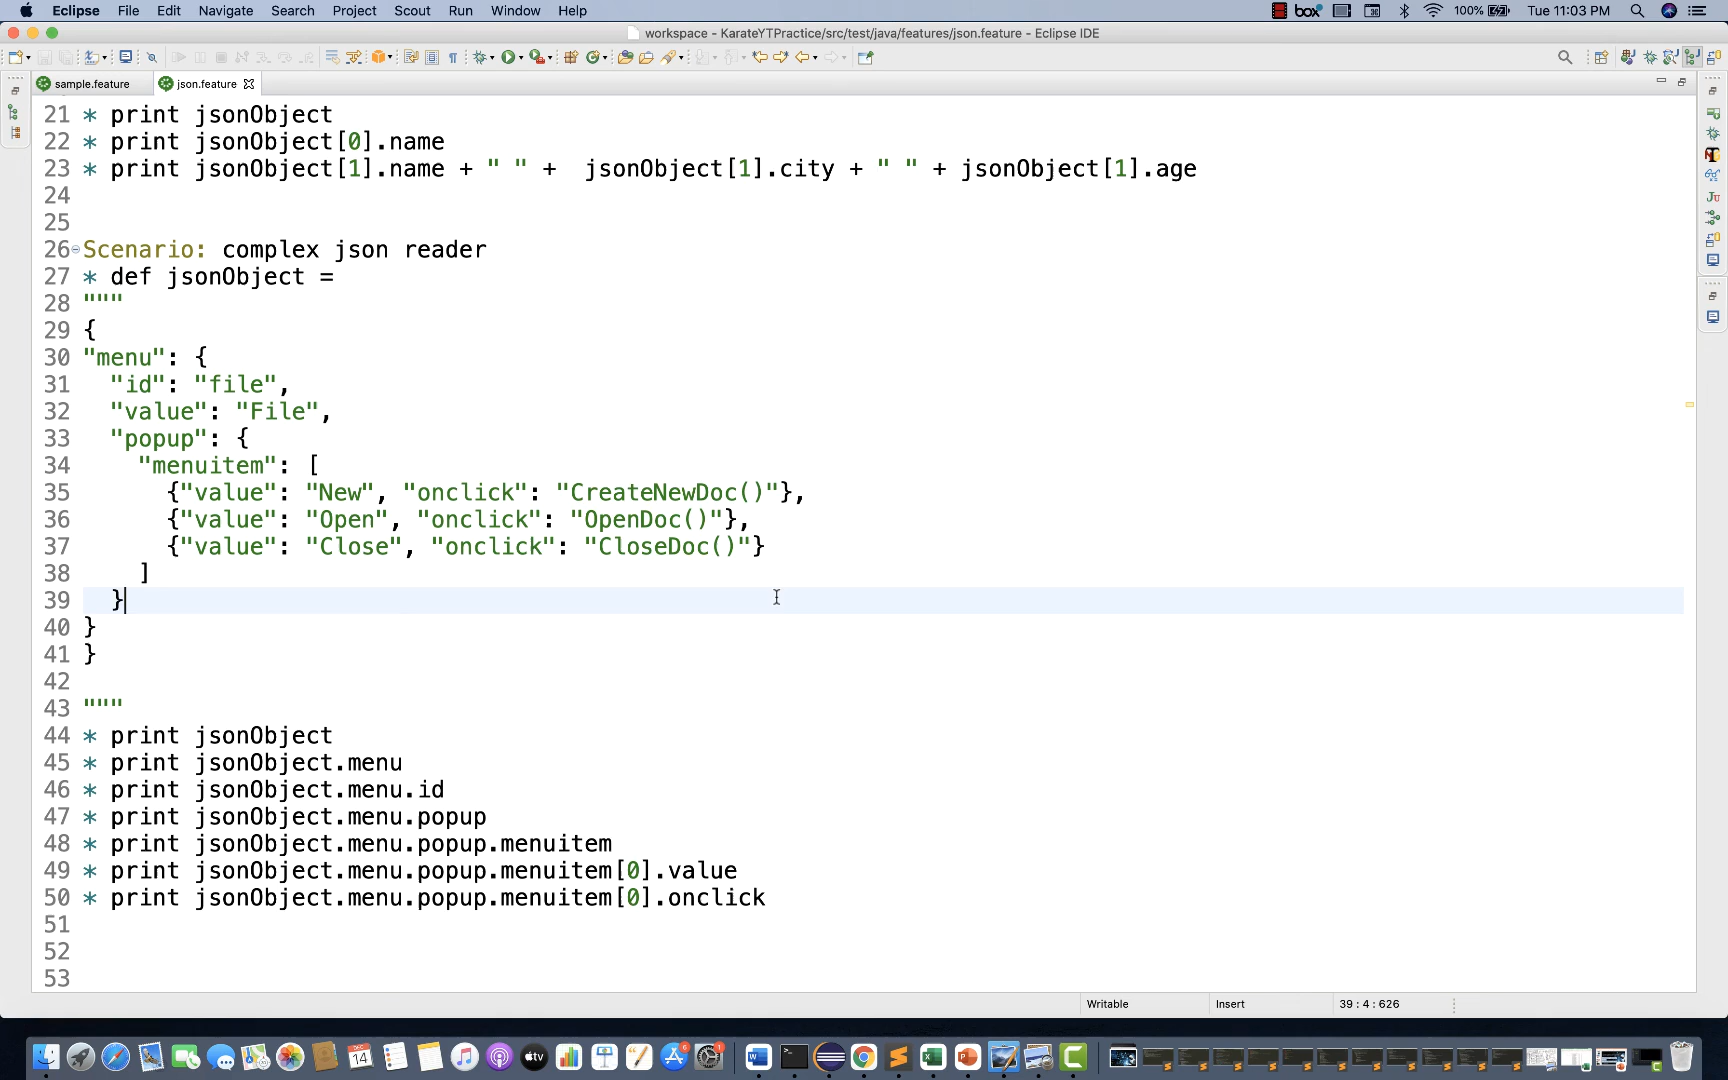 Eclipse File Edit Navigate Search Project Scout Run Window Help box 100% Tue 11:03 PM
workspace - KarateYTPractice/src/test/java/features/json.feature - Eclipse IDE
sample.feature json.feature
21 * print jsonObject
22 * print jsonObject[0].name
23 * print jsonObject[1].name + " " +  jsonObject[1].city + " " + jsonObject[1].age
24
25
26 Scenario: complex json reader
27 * def jsonObject =
28 """
29 {
30 "menu": {
31   "id": "file",
32   "value": "File",
33   "popup": {
34     "menuitem": [
35       {"value": "New", "onclick": "CreateNewDoc()"},
36       {"value": "Open", "onclick": "OpenDoc()"},
37       {"value": "Close", "onclick": "CloseDoc()"}
38     ]
39   }
40 }
41 }
42
43 """
44 * print jsonObject
45 * print jsonObject.menu
46 * print jsonObject.menu.id
47 * print jsonObject.menu.popup
48 * print jsonObject.menu.popup.menuitem
49 * print jsonObject.menu.popup.menuitem[0].value
50 * print jsonObject.menu.popup.menuitem[0].onclick
51
52
53
Writable Insert 39 : 4 : 626